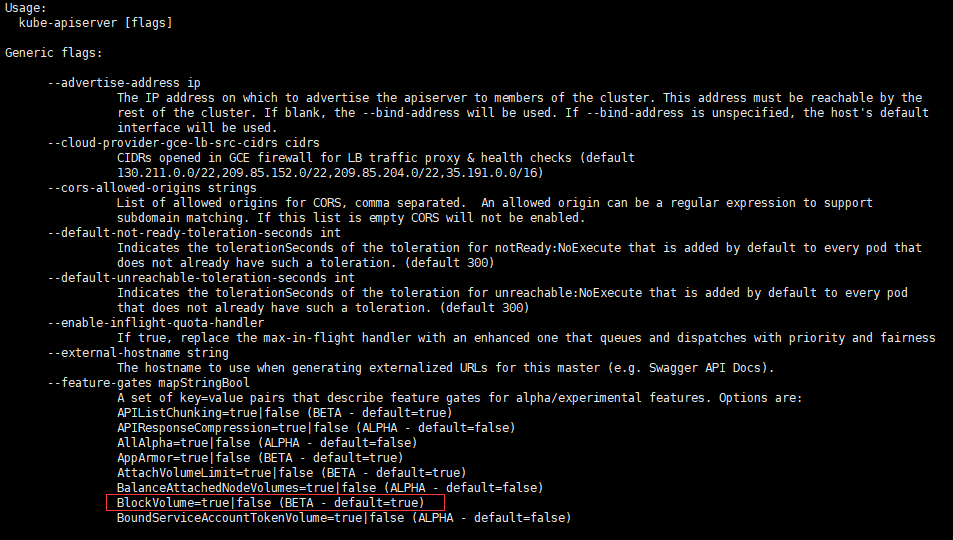 Usage:
kube-apiserver [flags]
Generic flags:
--advertise-address ip
The IP address on which to advertise the apiserver to members of the cluster. This address must be reachable by the
rest of the cluster. If blank, the --bind-address will be used. If --bind-address is unspecified, the host's default
interface will be used.
--cloud-provider-gce-lb-src-cidrs cidrs
CIDRs opened in GCE firewall for LB traffic proxy & health checks (default
130.211.0.0/22,209.85.152.0/22,209.85.204.0/22,35.191.0.0/16)
--cors-allowed-origins strings
List of allowed origins for CORS, comma separated.  An allowed origin can be a regular expression to support
subdomain matching. If this list is empty CORS will not be enabled.
--default-not-ready-toleration-seconds int
Indicates the tolerationSeconds of the toleration for notReady:NoExecute that is added by default to every pod that
does not already have such a toleration. (default 300)
--default-unreachable-toleration-seconds int
Indicates the tolerationSeconds of the toleration for unreachable:NoExecute that is added by default to every pod
that does not already have such a toleration. (default 300)
--enable-inflight-quota-handler
If true, replace the max-in-flight handler with an enhanced one that queues and dispatches with priority and fairness
--external-hostname string
The hostname to use when generating externalized URLs for this master (e.g. Swagger API Docs).
--feature-gates mapStringBool
A set of key=value pairs that describe feature gates for alpha/experimental features. Options are:
APIListChunking=true|false (BETA - default=true)
APIResponseCompression=true|false (ALPHA - default=false)
AllAlpha=true|false (ALPHA - default=false)
AppArmor=true|false (BETA - default=true)
AttachVolumeLimit=true|false (BETA - default=true)
BalanceAttachedNodeVolumes=true|false (ALPHA - default=false)
BlockVolume=true|false (BETA - default=true)
BoundServiceAccountTokenVolume=true|false (ALPHA - default=false)